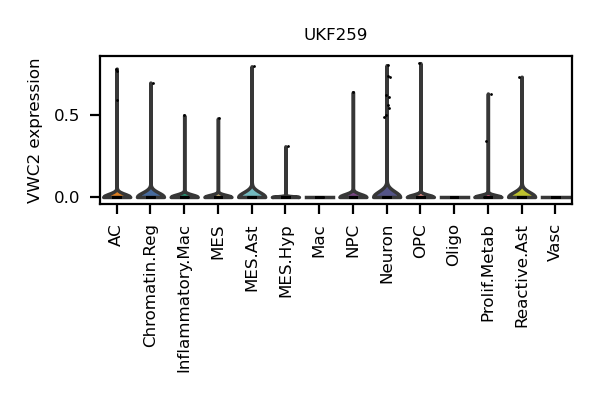 UKF259
VWC2 expression
0.5
0.0
AC
Chromatin.Reg
Inflammatory.Mac
MES
MES.Ast
MES.Hyp
Mac
NPC
Neuron
OPC
Oligo
Prolif.Metab
Reactive.Ast
Vasc